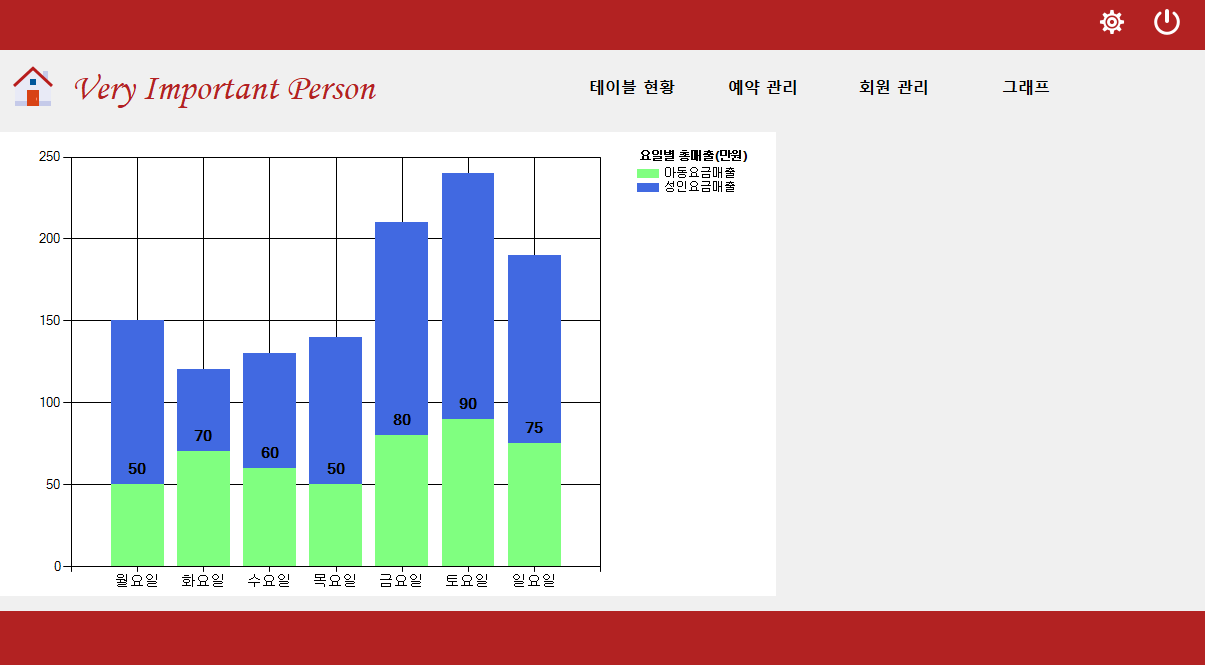 Very Important Person
테이블 현황 예약 관리 회원 관리 그래프
요일별 총매출(만원)
아동요금매출
성인요금매출
250
200
150
100
50
0
50 70 60 50 80 90 75
월요일 화요일 수요일 목요일 금요일 토요일 일요일